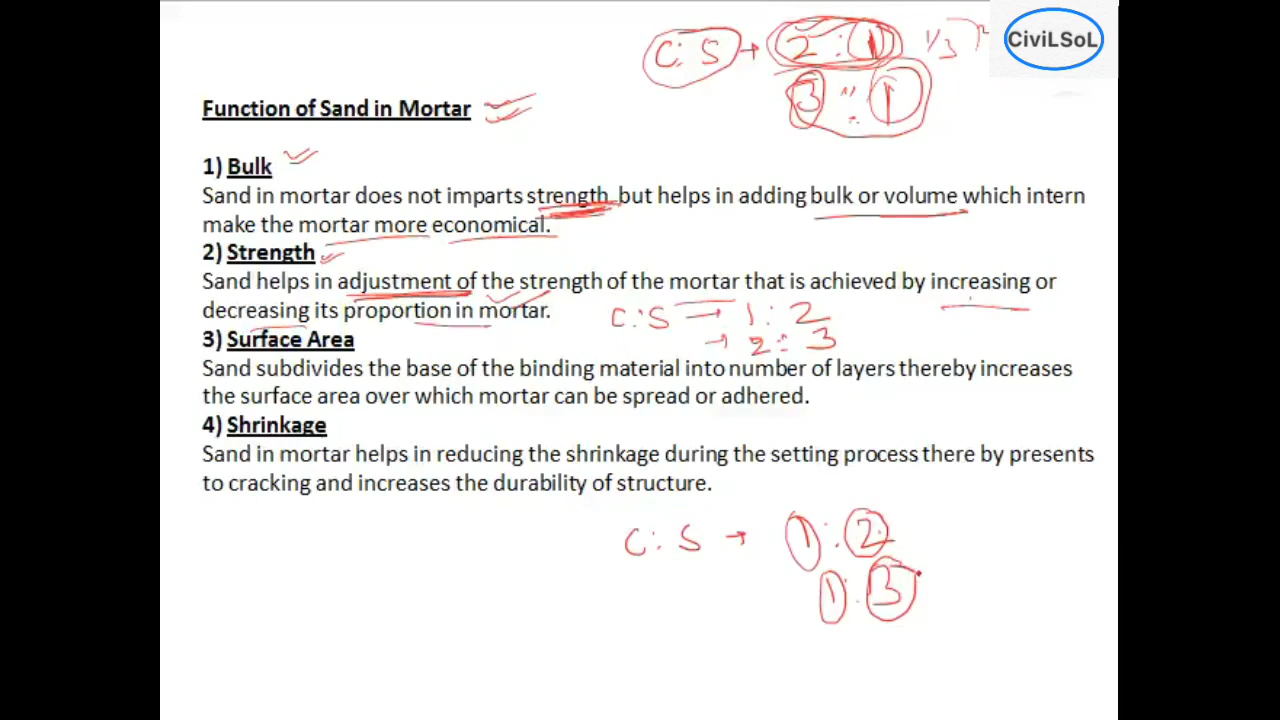 C : S → 2 : 1 1/3
CiviLSoL
3 : 1
Function of Sand in Mortar
1) Bulk
Sand in mortar does not imparts strength but helps in adding bulk or volume which intern
make the mortar more economical.
2) Strength
Sand helps in adjustment of the strength of the mortar that is achieved by increasing or
decreasing its proportion in mortar.
C : S → 1 : 2
→ 2 : 3
3) Surface Area
Sand subdivides the base of the binding material into number of layers thereby increases
the surface area over which mortar can be spread or adhered.
4) Shrinkage
Sand in mortar helps in reducing the shrinkage during the setting process there by presents
to cracking and increases the durability of structure.
C : S → 1 : 2
1 : 3